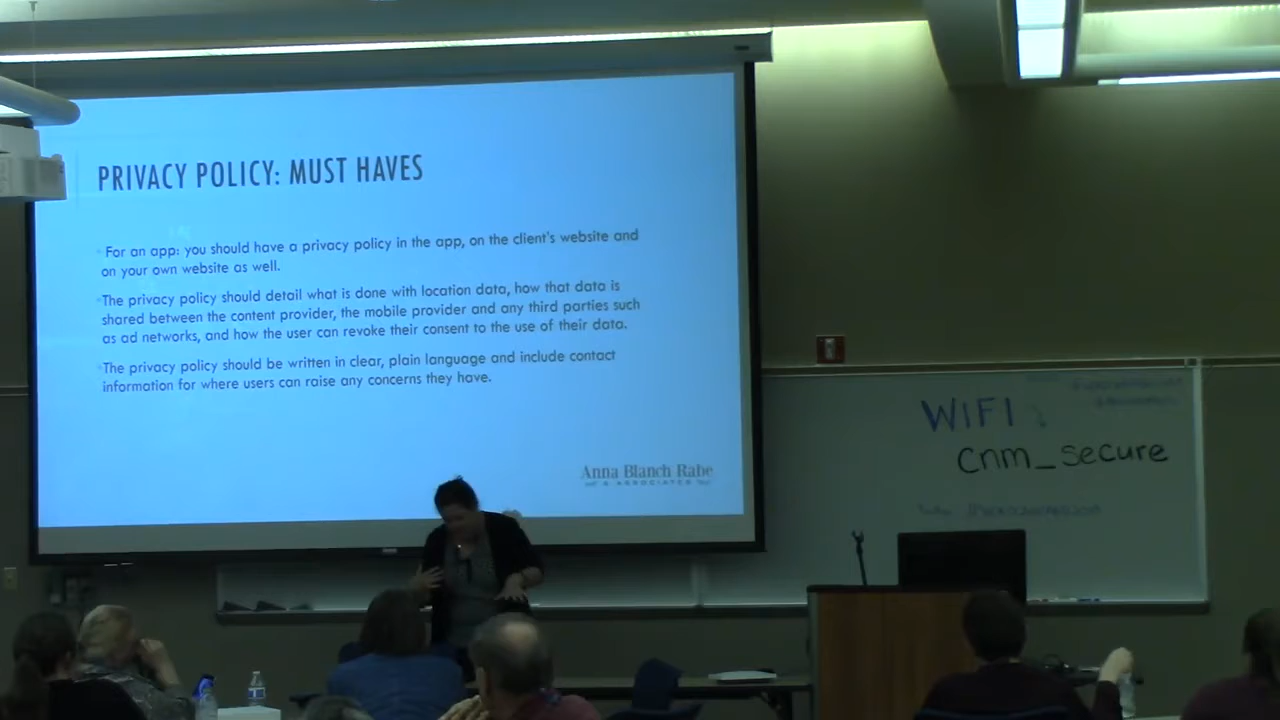 PRIVACY POLICY: MUST HAVES
For an app: you should have a privacy policy in the app, on the client's website and
on your own website as well.
The privacy policy should detail what is done with location data, how that data is
shared between the content provider, the mobile provider and any third parties such
as ad networks, and how the user can revoke their consent to the use of their data.
The privacy policy should be written in clear, plain language and include contact
information for where users can raise any concerns they have.
Anna Blanch Rabe
& ASSOCIATES
WIFI
cnm_secure